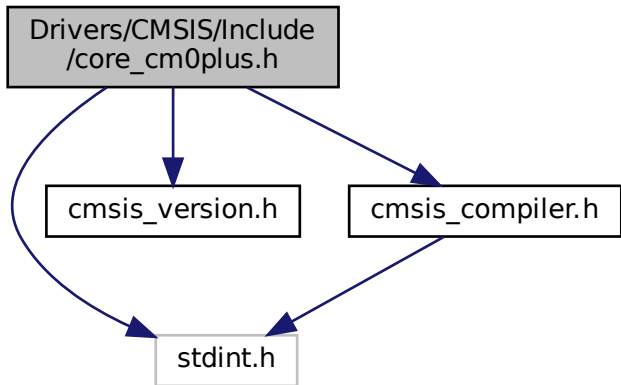 Drivers/CMSIS/Include
/core_cm0plus.h
cmsis_version.h
cmsis_compiler.h
stdint.h